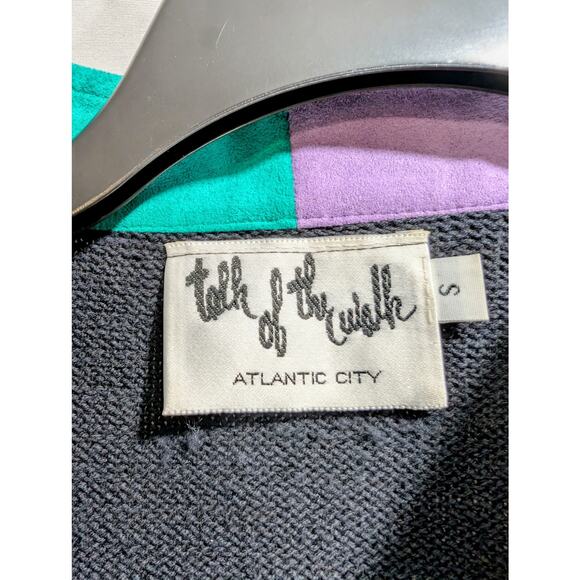 talk of the walk
ATLANTIC CITY
S